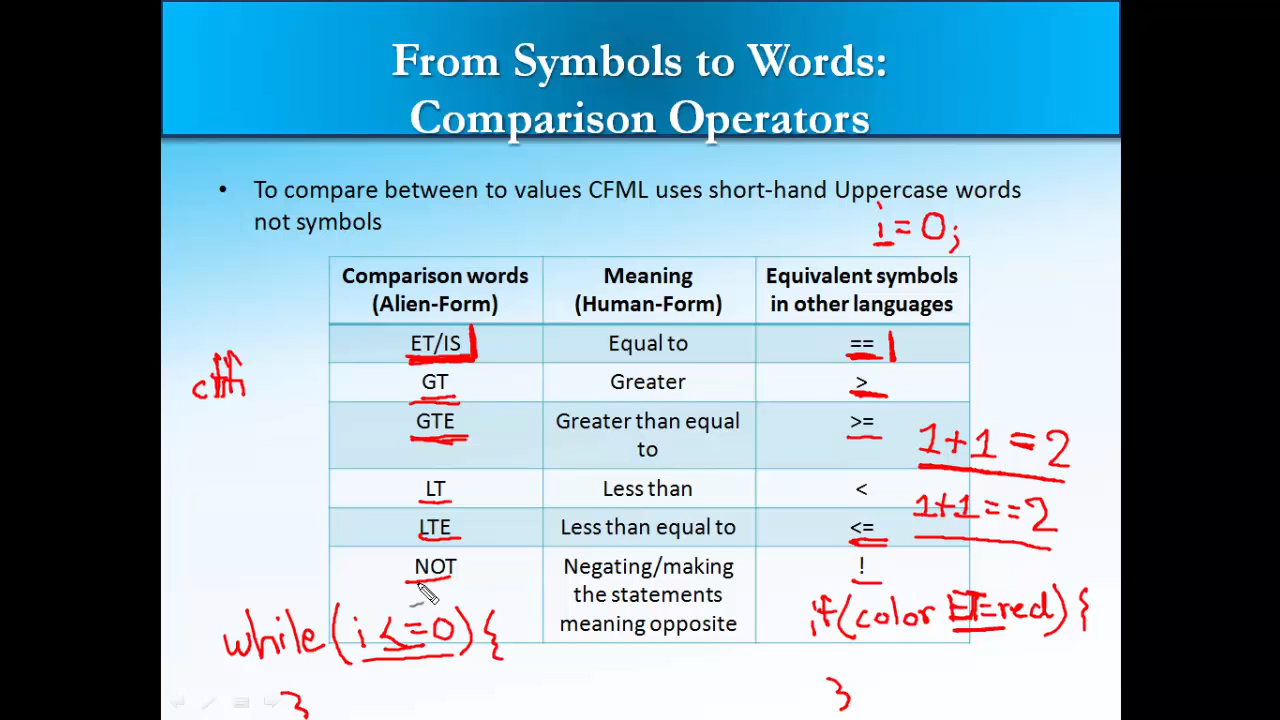 From Symbols to Words:
Comparison Operators
• To compare between to values CFML uses short-hand Uppercase words
not symbols
i = 0;
Comparison words
(Alien-Form)
Meaning
(Human-Form)
Equivalent symbols
in other languages
ET/IS
Equal to
==
GT
Greater
>
GTE
Greater than equal
to
>=
1+1 = 2
LT
Less than
<
1+1==2
LTE
Less than equal to
<=
NOT
Negating/making
the statements
meaning opposite
!
while (i <=0) {
}
if(color ET=red) {
}